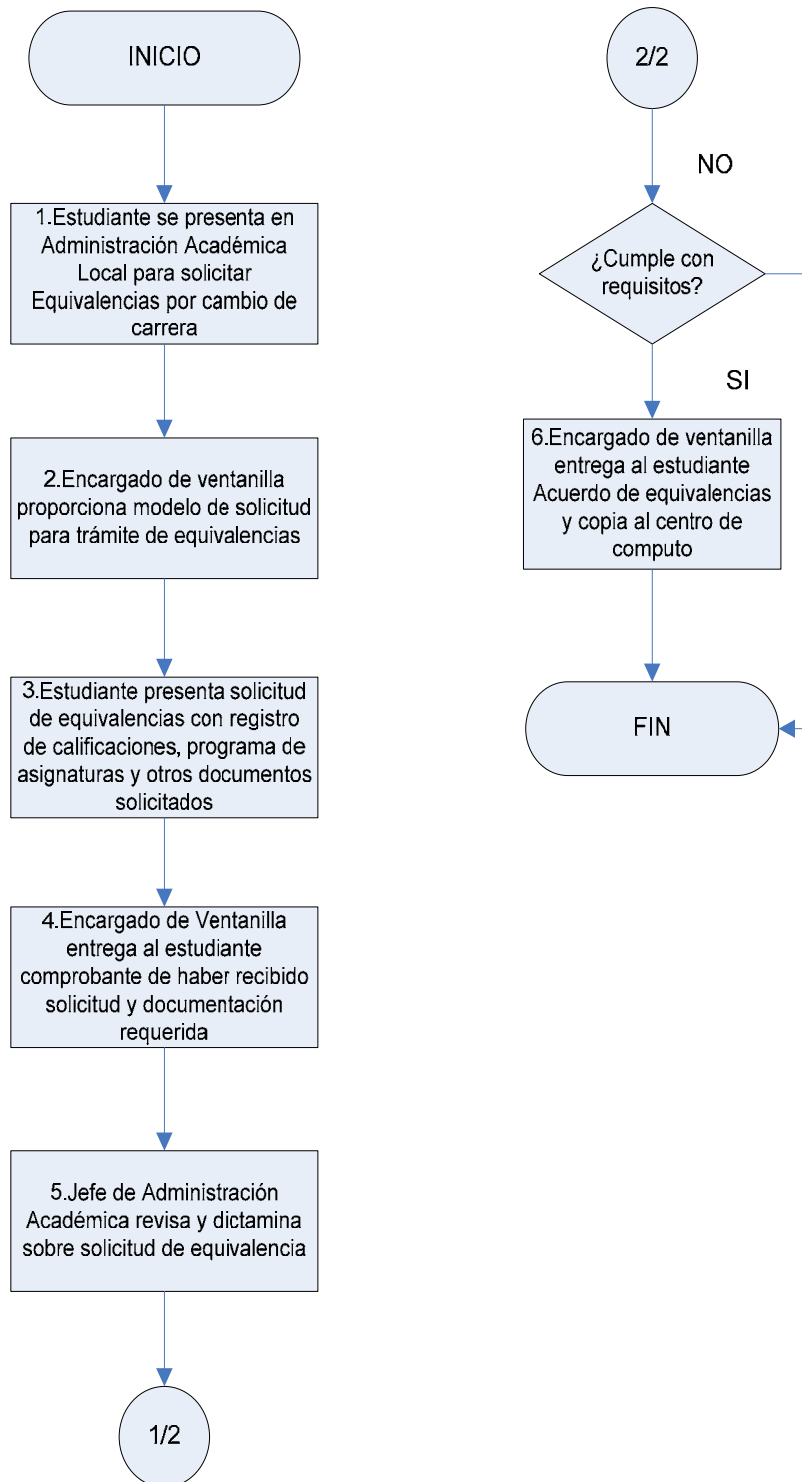 INICIO
1.Estudiante se presenta en
Administración Académica
Local para solicitar
Equivalencias por cambio de
carrera
2.Encargado de ventanilla
proporciona modelo de solicitud
para trámite de equivalencias
3.Estudiante presenta solicitud
de equivalencias con registro
de calificaciones, programa de
asignaturas y otros documentos
solicitados
4.Encargado de Ventanilla
entrega al estudiante
comprobante de haber recibido
solicitud y documentación
requerida
5.Jefe de Administración
Académica revisa y dictamina
sobre solicitud de equivalencia
1/2
2/2
NO
¿Cumple con
requisitos?
SI
6.Encargado de ventanilla
entrega al estudiante
Acuerdo de equivalencias
y copia al centro de
computo
FIN